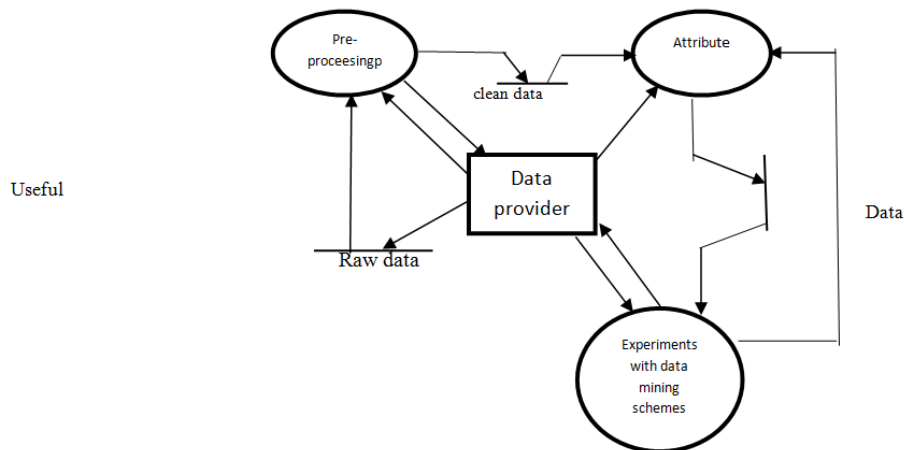 Pre-
proceesingp
Attribute
clean data
Useful
Data
provider
Data
Raw data
Experiments
with data
mining
schemes